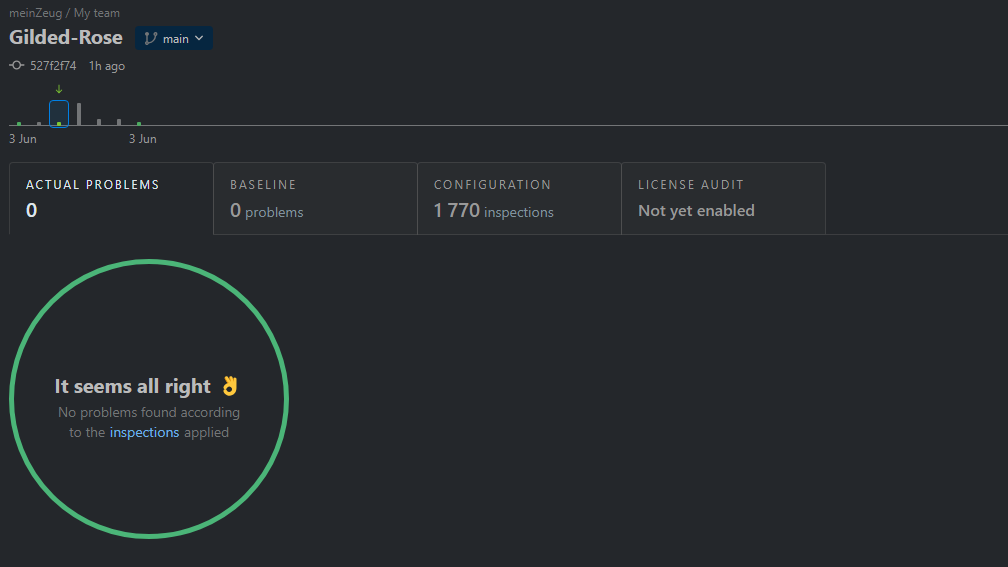 meinZeug / My team
Gilded-Rose main
527f2f74 1h ago
3 Jun 3 Jun
ACTUAL PROBLEMS
0
BASELINE
0 problems
CONFIGURATION
1 770 inspections
LICENSE AUDIT
Not yet enabled
It seems all right 👌
No problems found according
to the inspections applied